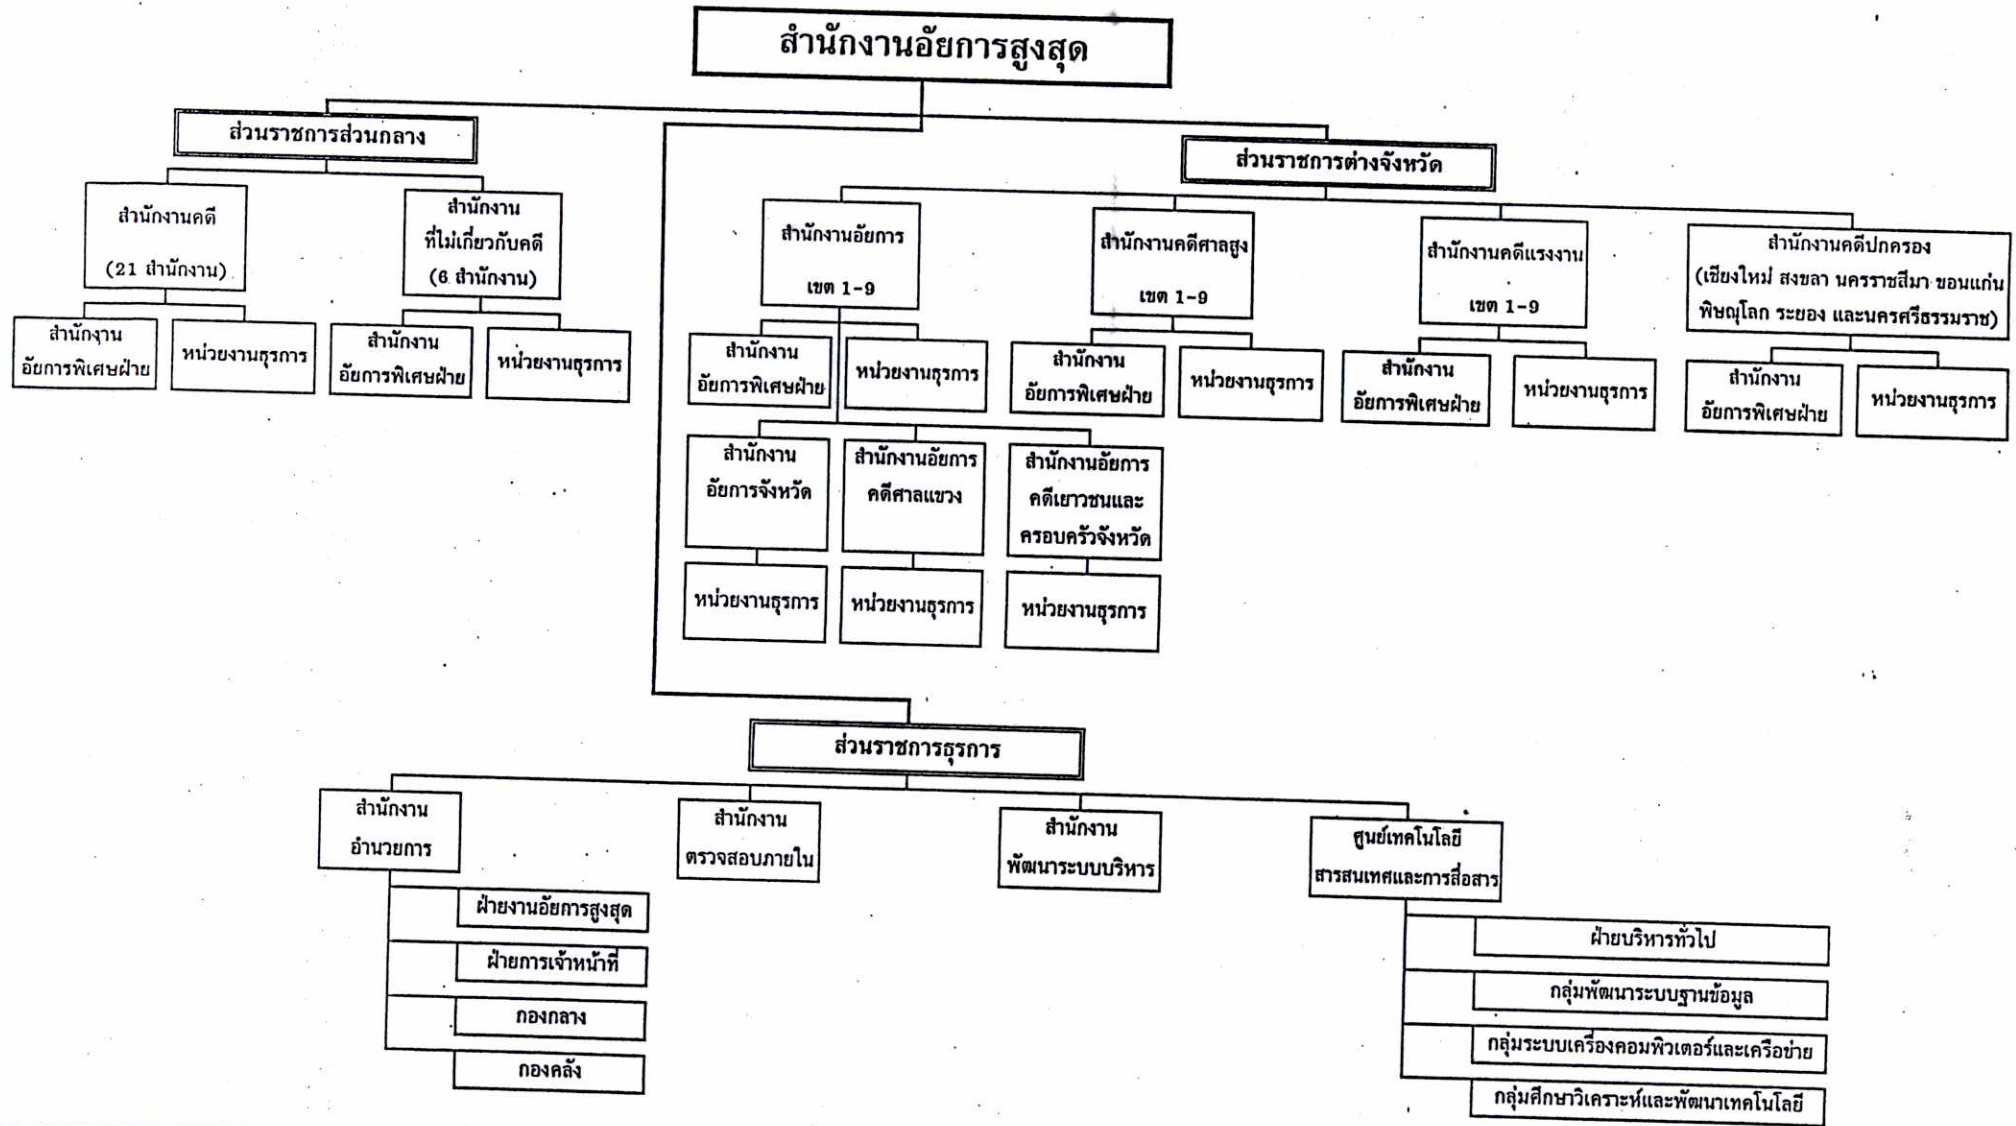 สำนักงานอัยการสูงสุด
ส่วนราชการส่วนกลาง
ส่วนราชการต่างจังหวัด
สำนักงานคดี
(21 สำนักงาน)
สำนักงาน
ที่ไม่เกี่ยวกับคดี
(6 สำนักงาน)
สำนักงาน
อัยการพิเศษฝ่าย
หน่วยงานธุรการ
สำนักงาน
อัยการพิเศษฝ่าย
หน่วยงานธุรการ
สำนักงานอัยการ
เขต 1-9
สำนักงานคดีศาลสูง
เขต 1-9
สำนักงานคดีแรงงาน
เขต 1-9
สำนักงานคดีปกครอง
(เชียงใหม่ สงขลา นครราชสีมา ขอนแก่น
พิษณุโลก ระยอง และนครศรีธรรมราช)
สำนักงาน
อัยการพิเศษฝ่าย
หน่วยงานธุรการ
สำนักงาน
อัยการพิเศษฝ่าย
หน่วยงานธุรการ
สำนักงาน
อัยการพิเศษฝ่าย
หน่วยงานธุรการ
สำนักงาน
อัยการพิเศษฝ่าย
หน่วยงานธุรการ
สำนักงาน
อัยการจังหวัด
สำนักงานอัยการ
คดีศาลแขวง
สำนักงานอัยการ
คดีเยาวชนและ
ครอบครัวจังหวัด
หน่วยงานธุรการ
หน่วยงานธุรการ
หน่วยงานธุรการ
ส่วนราชการธุรการ
สำนักงาน
อำนวยการ
สำนักงาน
ตรวจสอบภายใน
สำนักงาน
พัฒนาระบบบริหาร
ศูนย์เทคโนโลยี
สารสนเทศและการสื่อสาร
ฝ่ายงานอัยการสูงสุด
ฝ่ายการเจ้าหน้าที่
กองกลาง
กองคลัง
ฝ่ายบริหารทั่วไป
กลุ่มพัฒนาระบบฐานข้อมูล
กลุ่มระบบเครื่องคอมพิวเตอร์และเครือข่าย
กลุ่มศึกษาวิเคราะห์และพัฒนาเทคโนโลยี